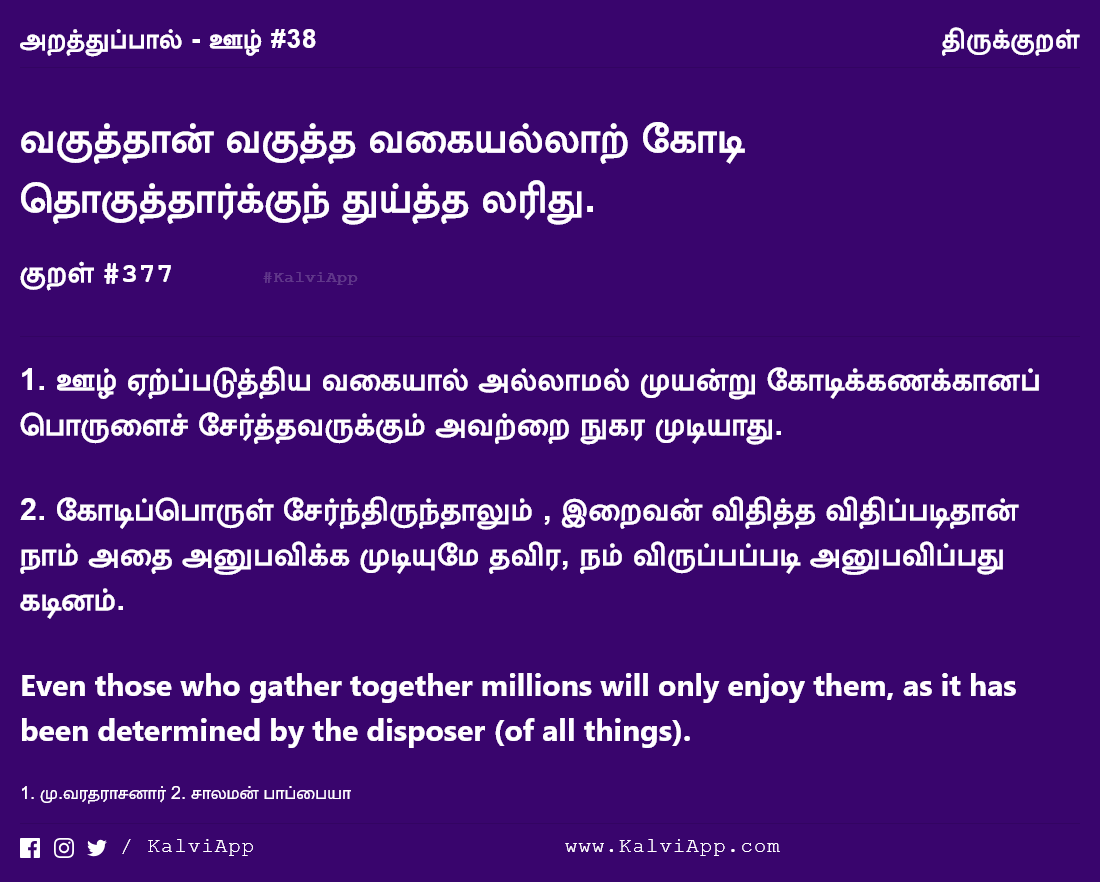 அறத்துப்பால் - ஊழ் #38
திருக்குறள்
வகுத்தான் வகுத்த வகையல்லாற் கோடி
தொகுத்தார்க்குந் துய்த்த லரிது.
குறள் #377
#KalviApp
1. ஊழ் ஏற்ப்படுத்திய வகையால் அல்லாமல் முயன்று கோடிக்கணக்கானப்
பொருளைச் சேர்த்தவருக்கும் அவற்றை நுகர முடியாது.
2. கோடிப்பொருள் சேர்ந்திருந்தாலும் , இறைவன் விதித்த விதிப்படிதான்
நாம் அதை அனுபவிக்க முடியுமே தவிர, நம் விருப்பப்படி அனுபவிப்பது
கடினம்.
Even those who gather together millions will only enjoy them, as it has
been determined by the disposer (of all things).
1. மு.வரதராசனார் 2. சாலமன் பாப்பையா
/ KalviApp
www.KalviApp.com